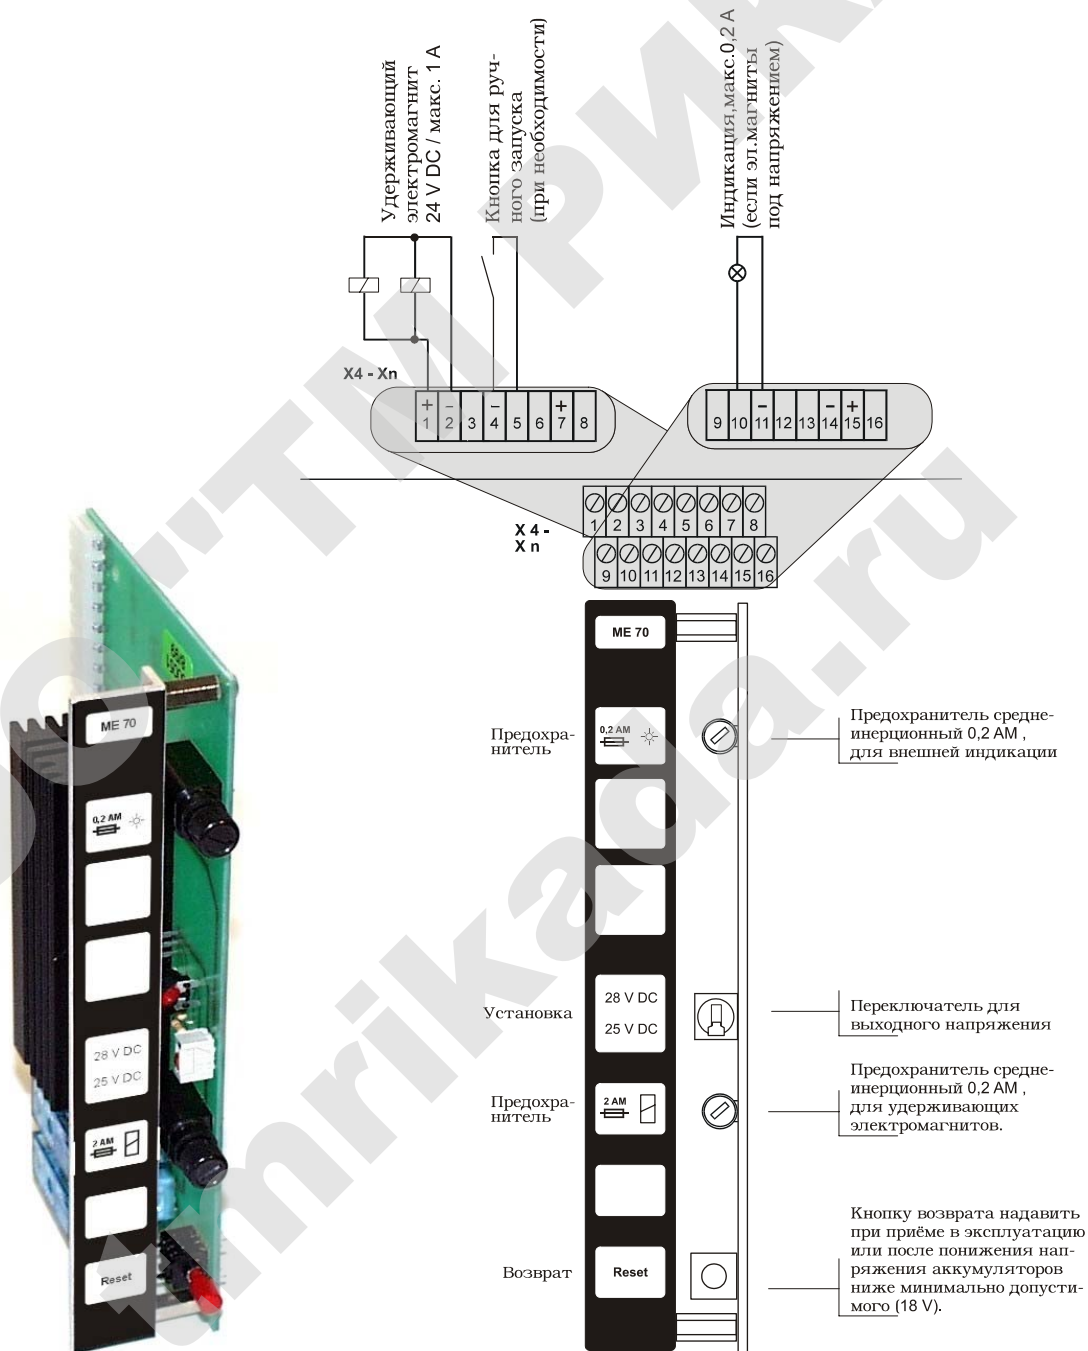 Удерживающий
электромагнит
24 V DC / макс. 1 А
Кнопка для руч-
ного запуска
(при необходимости)
Индикация,макс.0,2 А
(если эл.магниты
под напряжением)
X4 - Xn
+ – – +
1 2 3 4 5 6 7 8
– – +
9 10 11 12 13 14 15 16
X 4 -
X n
1 2 3 4 5 6 7 8
9 10 11 12 13 14 15 16
ME 70
Предохра-
нитель
0,2 AM
Предохранитель средне-
инерционный 0,2 АМ ,
для внешней индикации
Установка
28 V DC
25 V DC
Переключатель для
выходного напряжения
Предохра-
нитель
2 AM
Предохранитель средне-
инерционный 0,2 АМ ,
для удерживающих
электромагнитов.
Возврат
Reset
Кнопку возврата надавить
при приёме в эксплуатацию
или после понижения нап-
ряжения аккумуляторов
ниже минимально допусти-
мого (18 V).
ME 70
0,2 AM
28 V DC
25 V DC
2 AM
Reset
"ТМ РИКА
tmrikada.ru